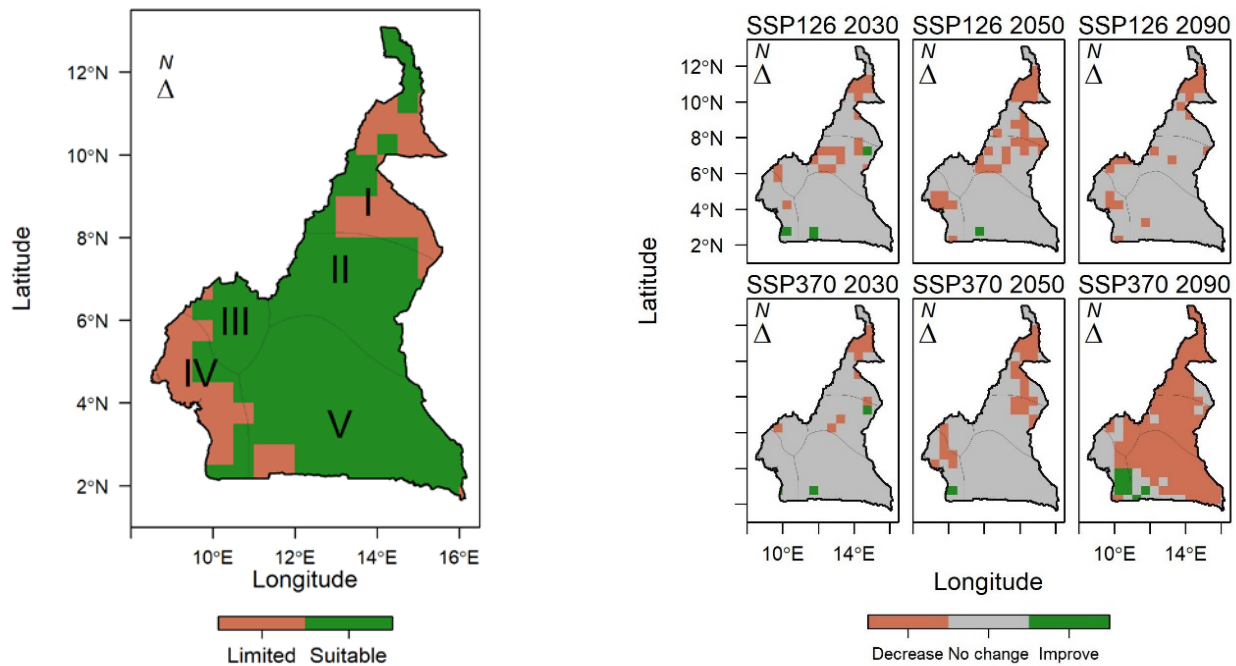 N
Δ
12°N
10°N
8°N
6°N
4°N
2°N
Latitude
I
II
III
IV
V
10°E 12°E 14°E 16°E
Longitude
Limited Suitable
SSP126 2030 SSP126 2050 SSP126 2090
N N N
Δ Δ Δ
12°N
10°N
8°N
6°N
4°N
2°N
Latitude
SSP370 2030 SSP370 2050 SSP370 2090
N N N
Δ Δ Δ
10°E 14°E 10°E 14°E
Longitude
Decrease No change Improve